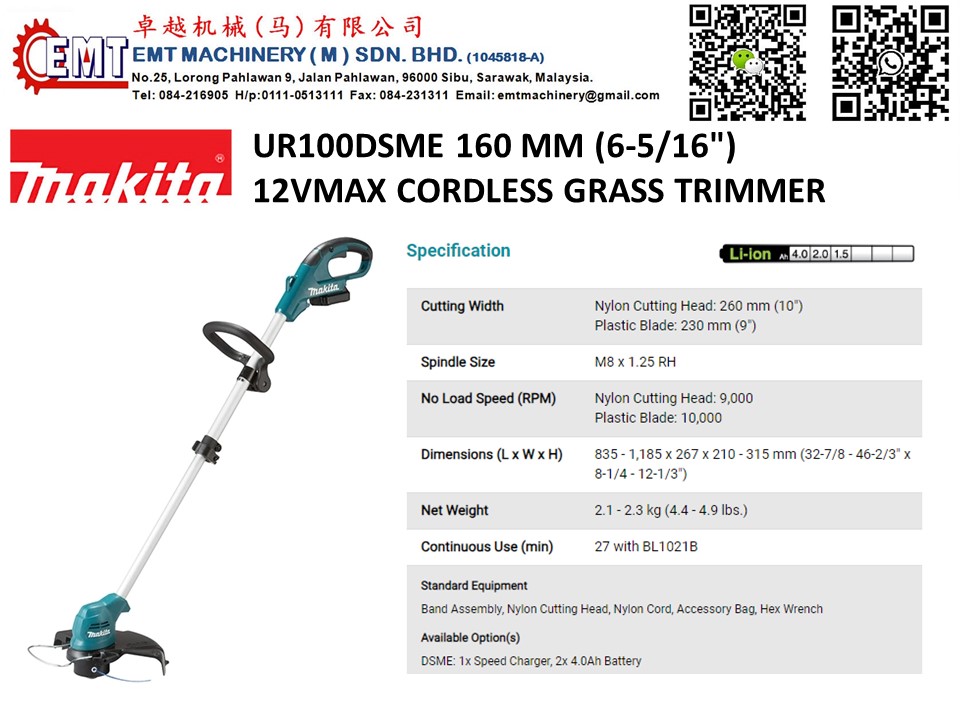 卓越机械(马)有限公司
EMT
EMT MACHINERY ( M ) SDN. BHD. (1045818-A)
No.25, Lorong Pahlawan 9, Jalan Pahlawan, 96000 Sibu, Sarawak, Malaysia.
Tel: 084-216905 H/p:0111-0513111 Fax: 084-231311 Email: emtmachinery@gmail.com
makita ®
UR100DSME 160 MM (6-5/16")
12VMAX CORDLESS GRASS TRIMMER
Specification
Li-ion Ah 4.0 2.0 1.5
Cutting Width Nylon Cutting Head: 260 mm (10")
Plastic Blade: 230 mm (9")
Spindle Size M8 x 1.25 RH
No Load Speed (RPM) Nylon Cutting Head: 9,000
Plastic Blade: 10,000
Dimensions (L x W x H) 835 - 1,185 x 267 x 210 - 315 mm (32-7/8 - 46-2/3" x
8-1/4 - 12-1/3")
Net Weight 2.1 - 2.3 kg (4.4 - 4.9 lbs.)
Continuous Use (min) 27 with BL1021B
Standard Equipment
Band Assembly, Nylon Cutting Head, Nylon Cord, Accessory Bag, Hex Wrench
Available Option(s)
DSME: 1x Speed Charger, 2x 4.0Ah Battery
makita
makita